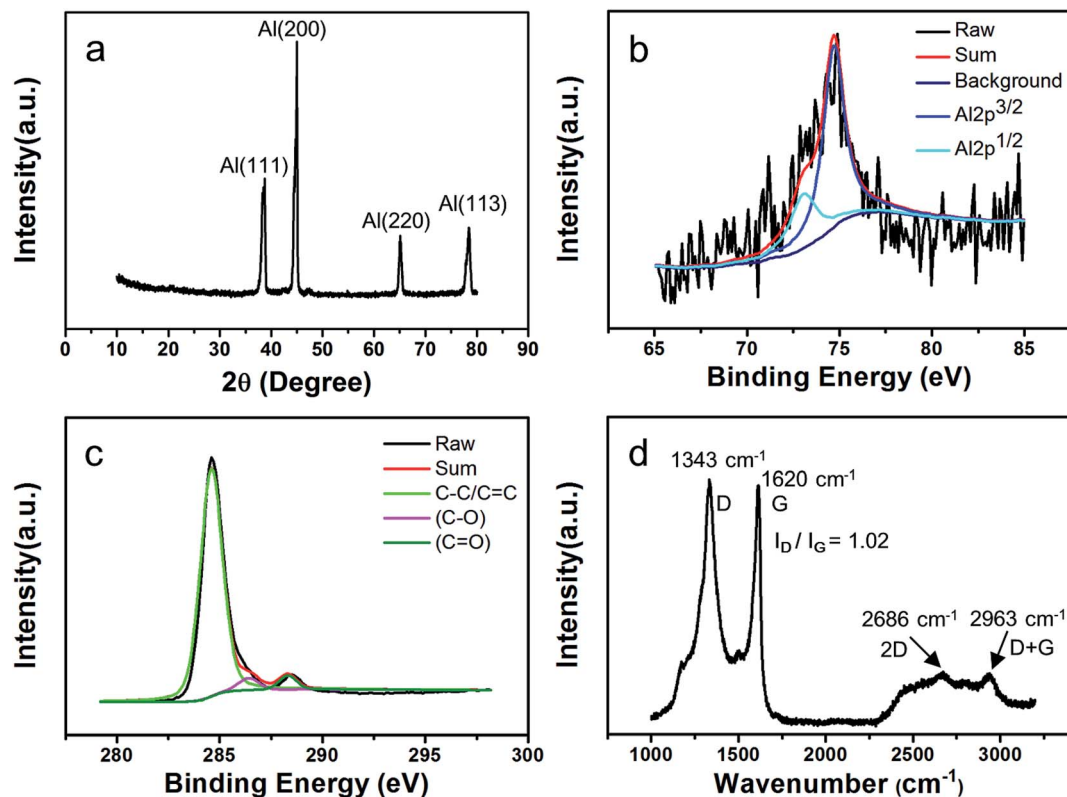 a
Al(200)
Al(111)
Al(220)
Al(113)
Intensity(a.u.)
0 10 20 30 40 50 60 70 80 90
2θ (Degree)
b
Raw
Sum
Background
Al2p3/2
Al2p1/2
Intensity(a.u.)
65 70 75 80 85
Binding Energy (eV)
c
Raw
Sum
C-C/C=C
(C-O)
(C=O)
Intensity(a.u.)
280 285 290 295 300
Binding Energy (eV)
d
1343 cm-1
D
1620 cm-1
G
ID / IG = 1.02
2686 cm-1
2D
2963 cm-1
D+G
Intensity(a.u.)
1000 1500 2000 2500 3000
Wavenumber (cm-1)